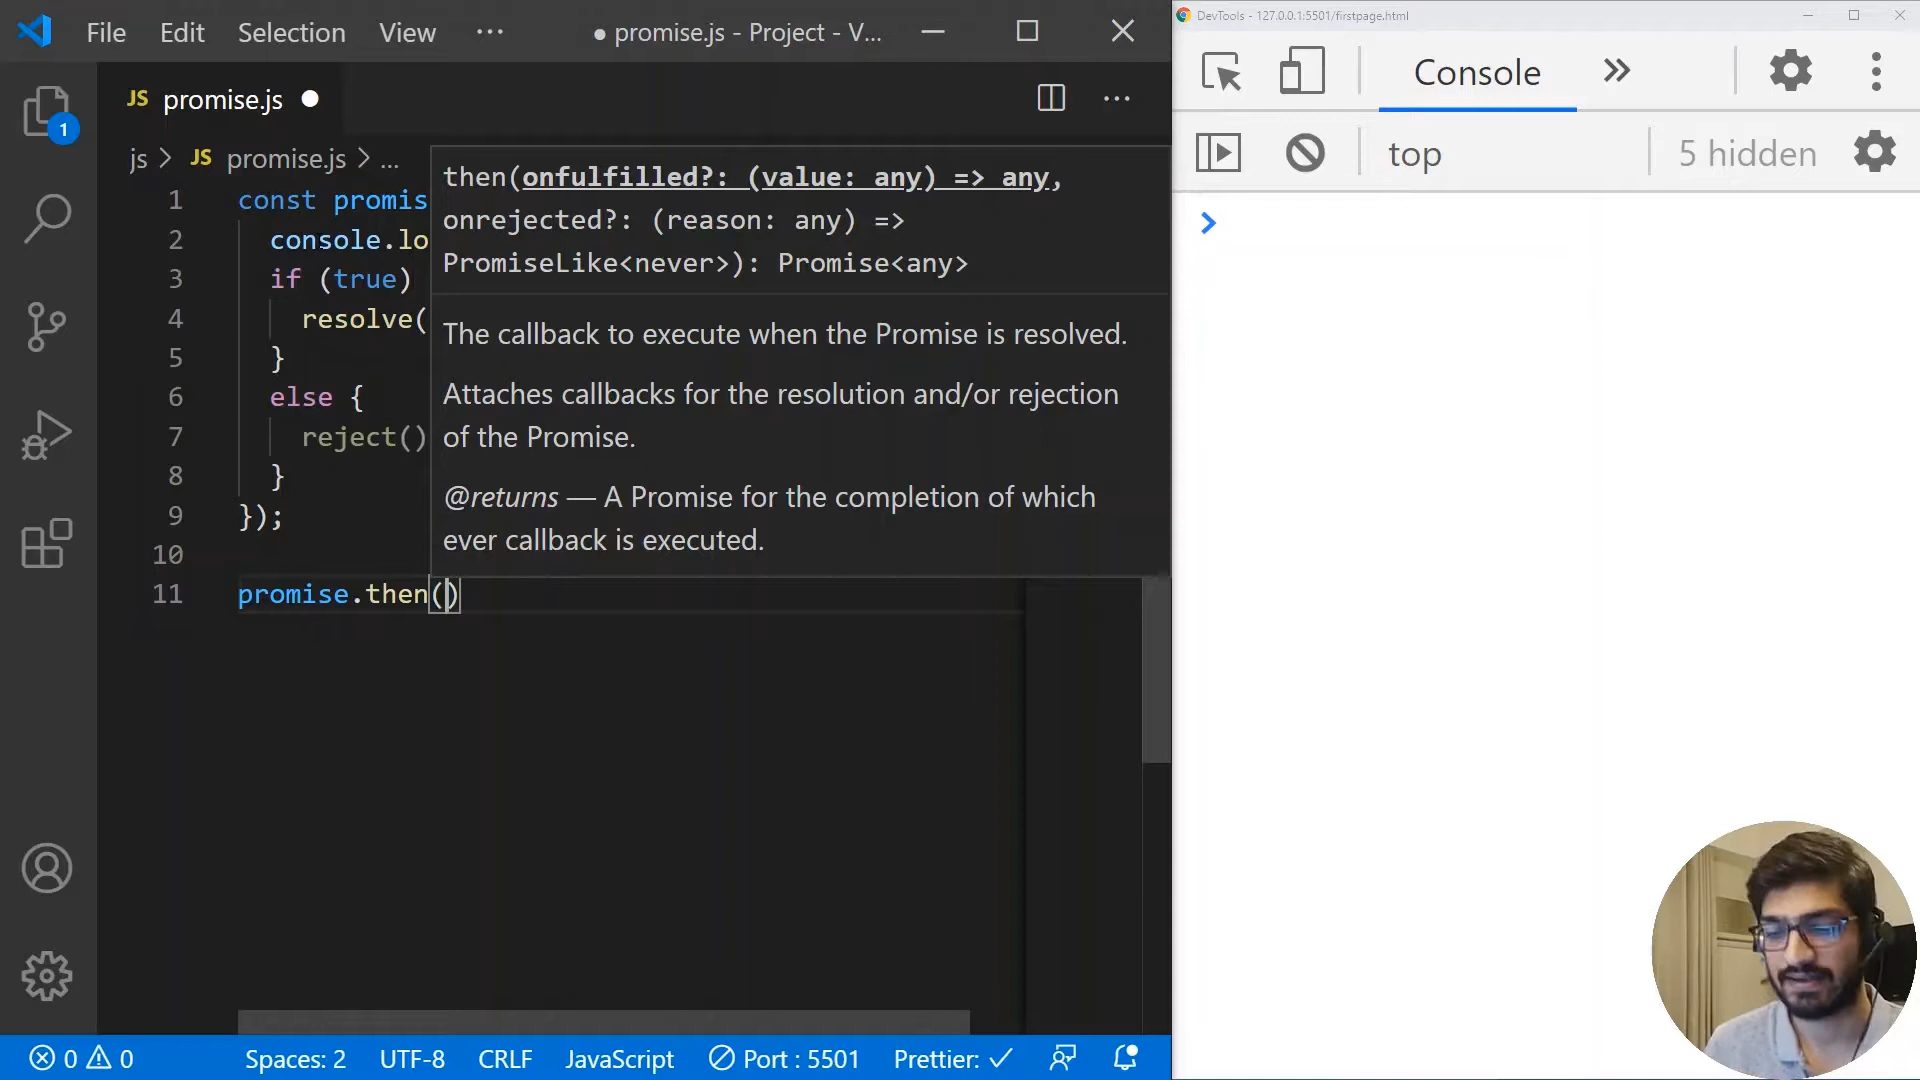 File Edit Selection View ··· ● promise.js - Project - V...
JS promise.js ●
js > JS promise.js > ...
1 const promis
2 console.lo
3 if (true)
4 resolve(
5 }
6 else {
7 reject()
8 }
9 });
10
11 promise.then()
then(onfulfilled?: (value: any) => any,
onrejected?: (reason: any) =>
PromiseLike<never>): Promise<any>
The callback to execute when the Promise is resolved.
Attaches callbacks for the resolution and/or rejection
of the Promise.
@returns — A Promise for the completion of which
ever callback is executed.
1
0 0 Spaces: 2 UTF-8 CRLF JavaScript Port : 5501 Prettier: ✓
DevTools - 127.0.0.1:5501/firstpage.html
Console
top 5 hidden